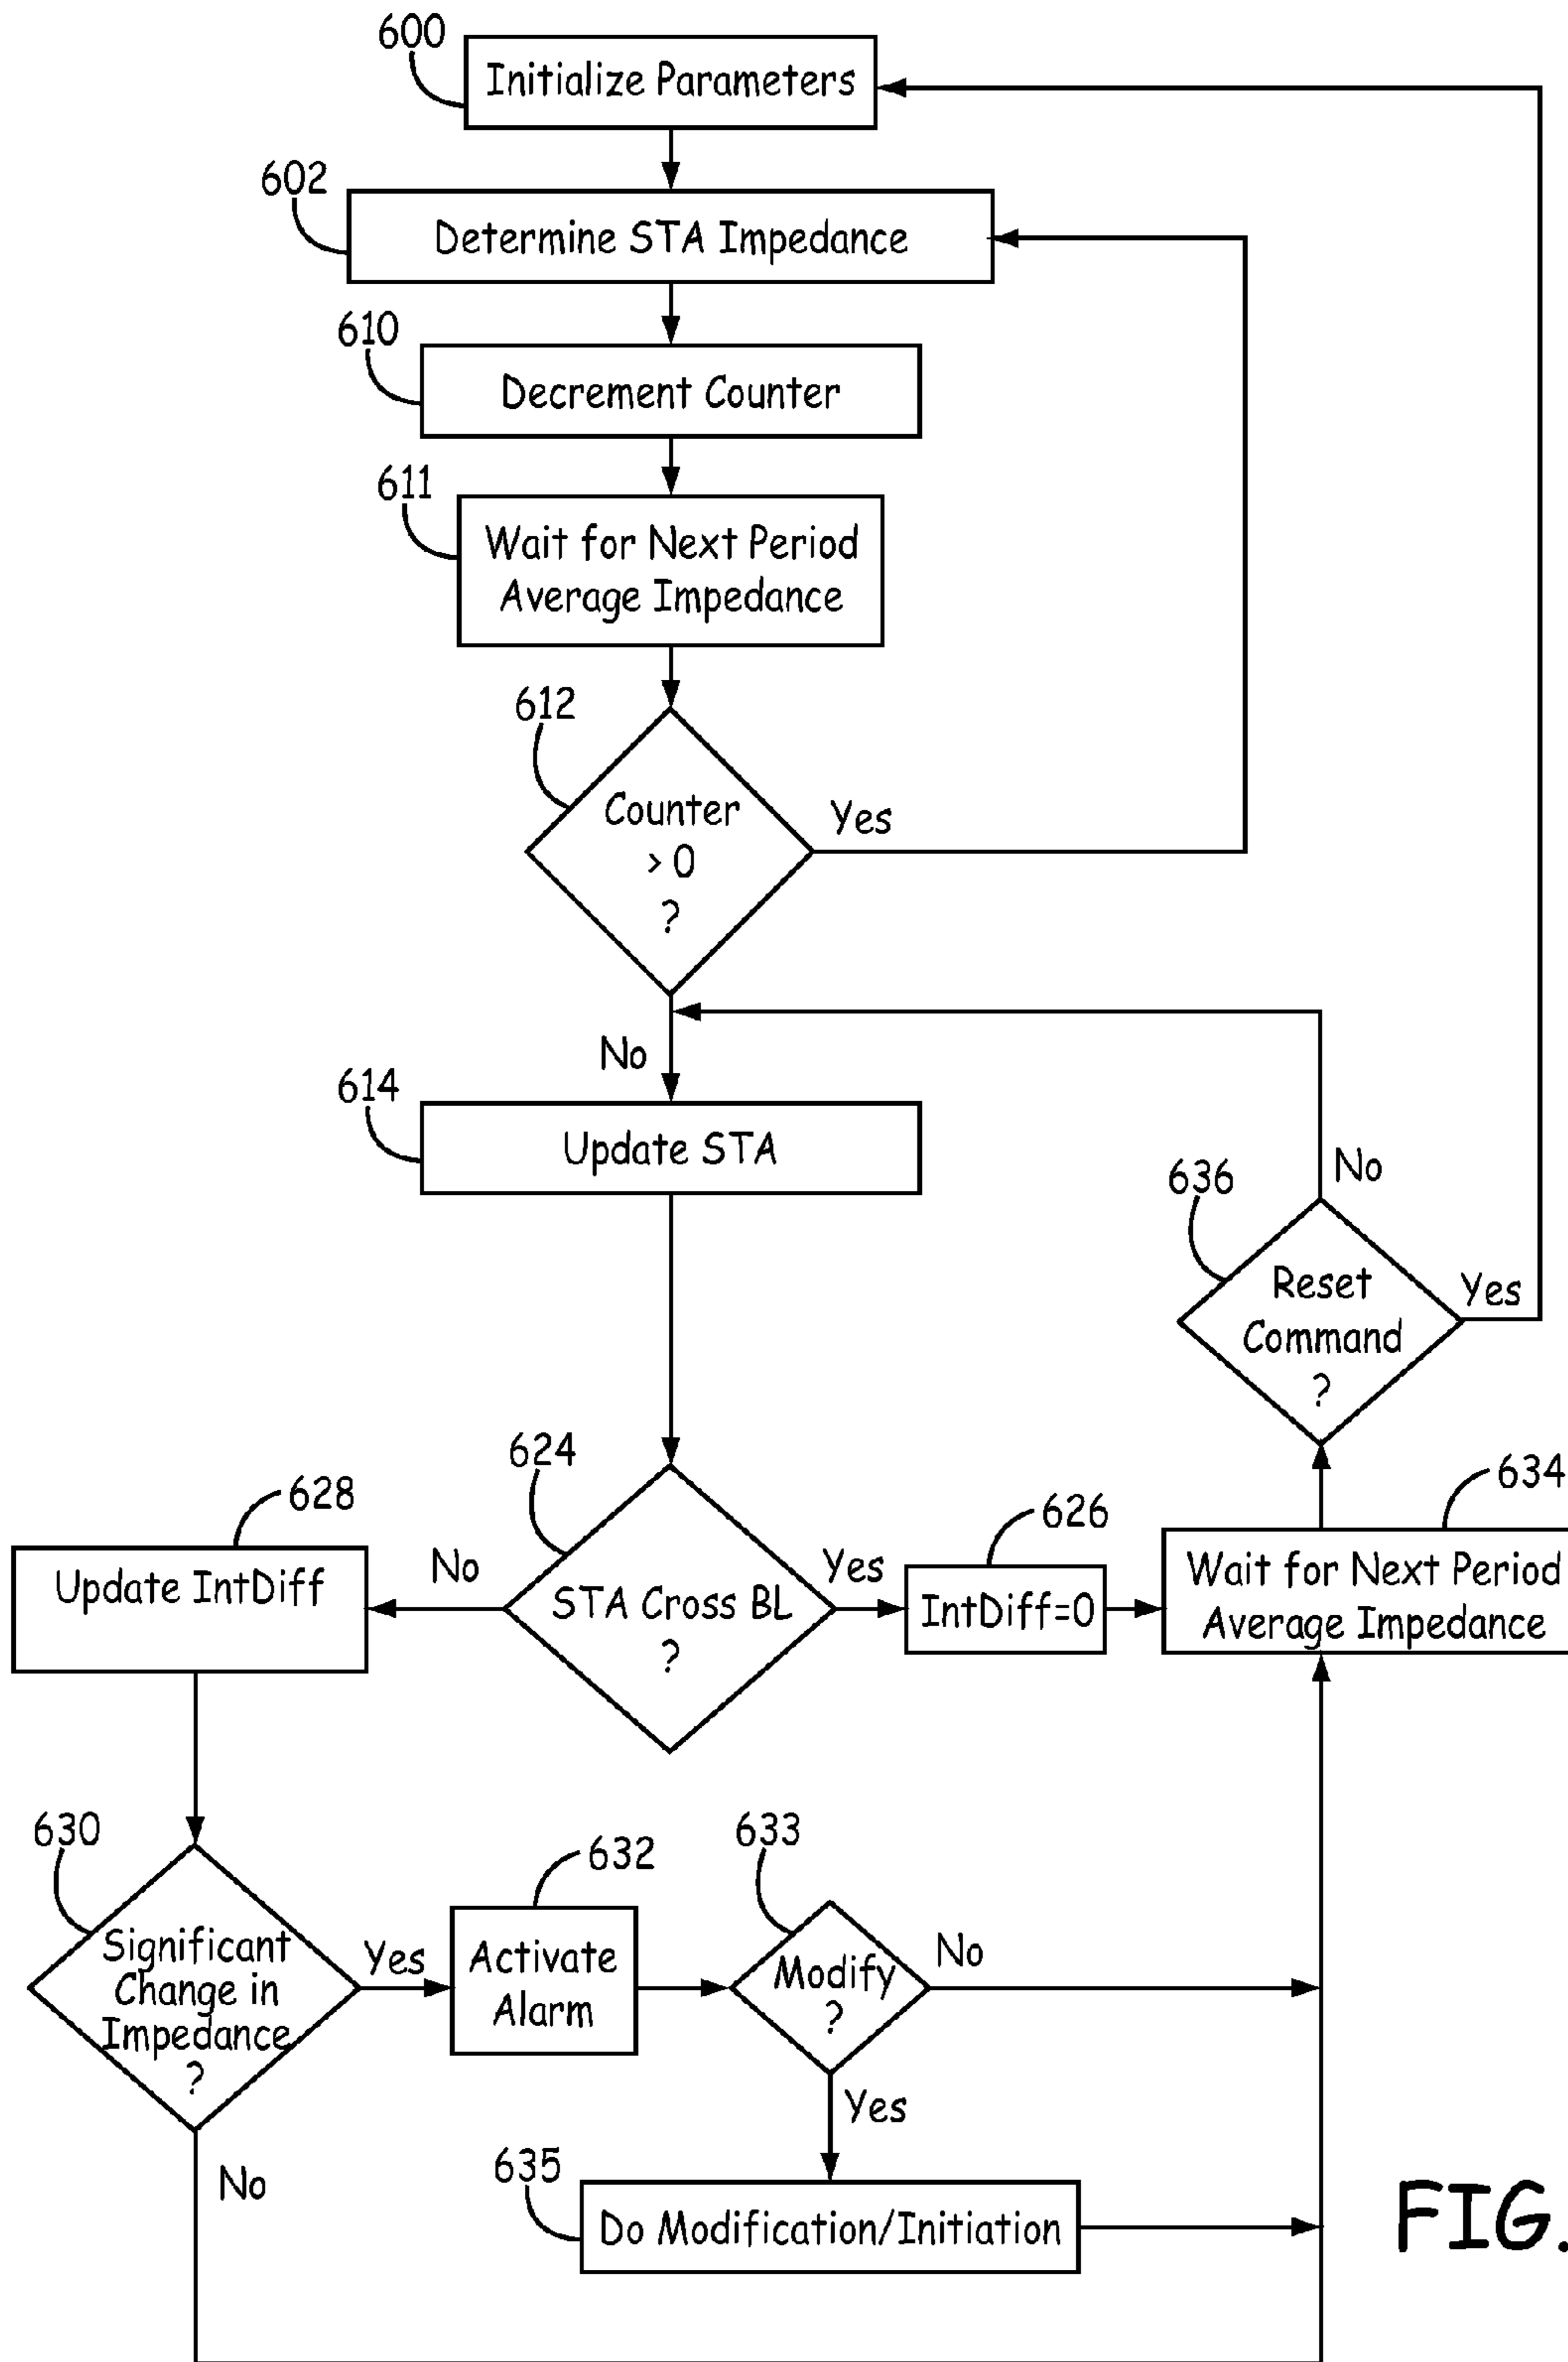 600
Initialize Parameters
602
Determine STA Impedance
610
Decrement Counter
611
Wait for Next Period
Average Impedance
612
Counter
> 0
?
Yes
No
614
Update STA
636
No
Reset
Command
?
Yes
624
STA Cross BL
?
No
Yes
628
Update IntDiff
626
IntDiff=0
634
Wait for Next Period
Average Impedance
630
Significant
Change in
Impedance
?
Yes
No
632
Activate
Alarm
633
Modify
?
No
Yes
635
Do Modification/Initiation
FIG.